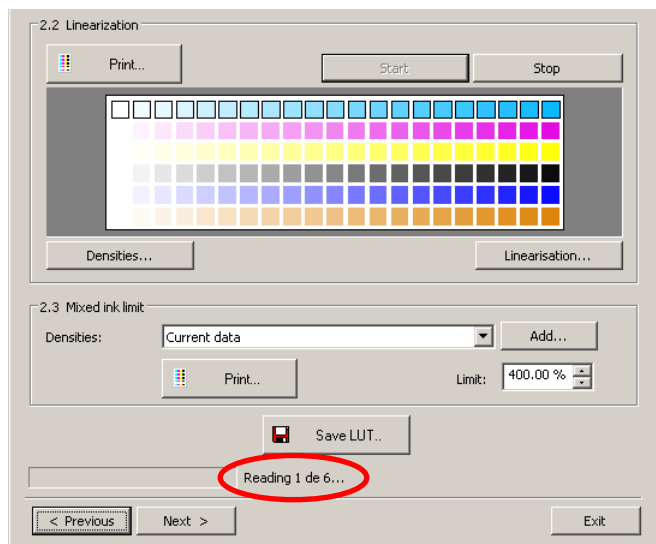 2.2 Linearization
Print...
Start
Stop
Densities...
Linearisation...
2.3 Mixed ink limit
Densities:
Current data
Add...
Print...
Limit:
400.00 %
Save LUT..
Reading 1 de 6...
< Previous
Next >
Exit